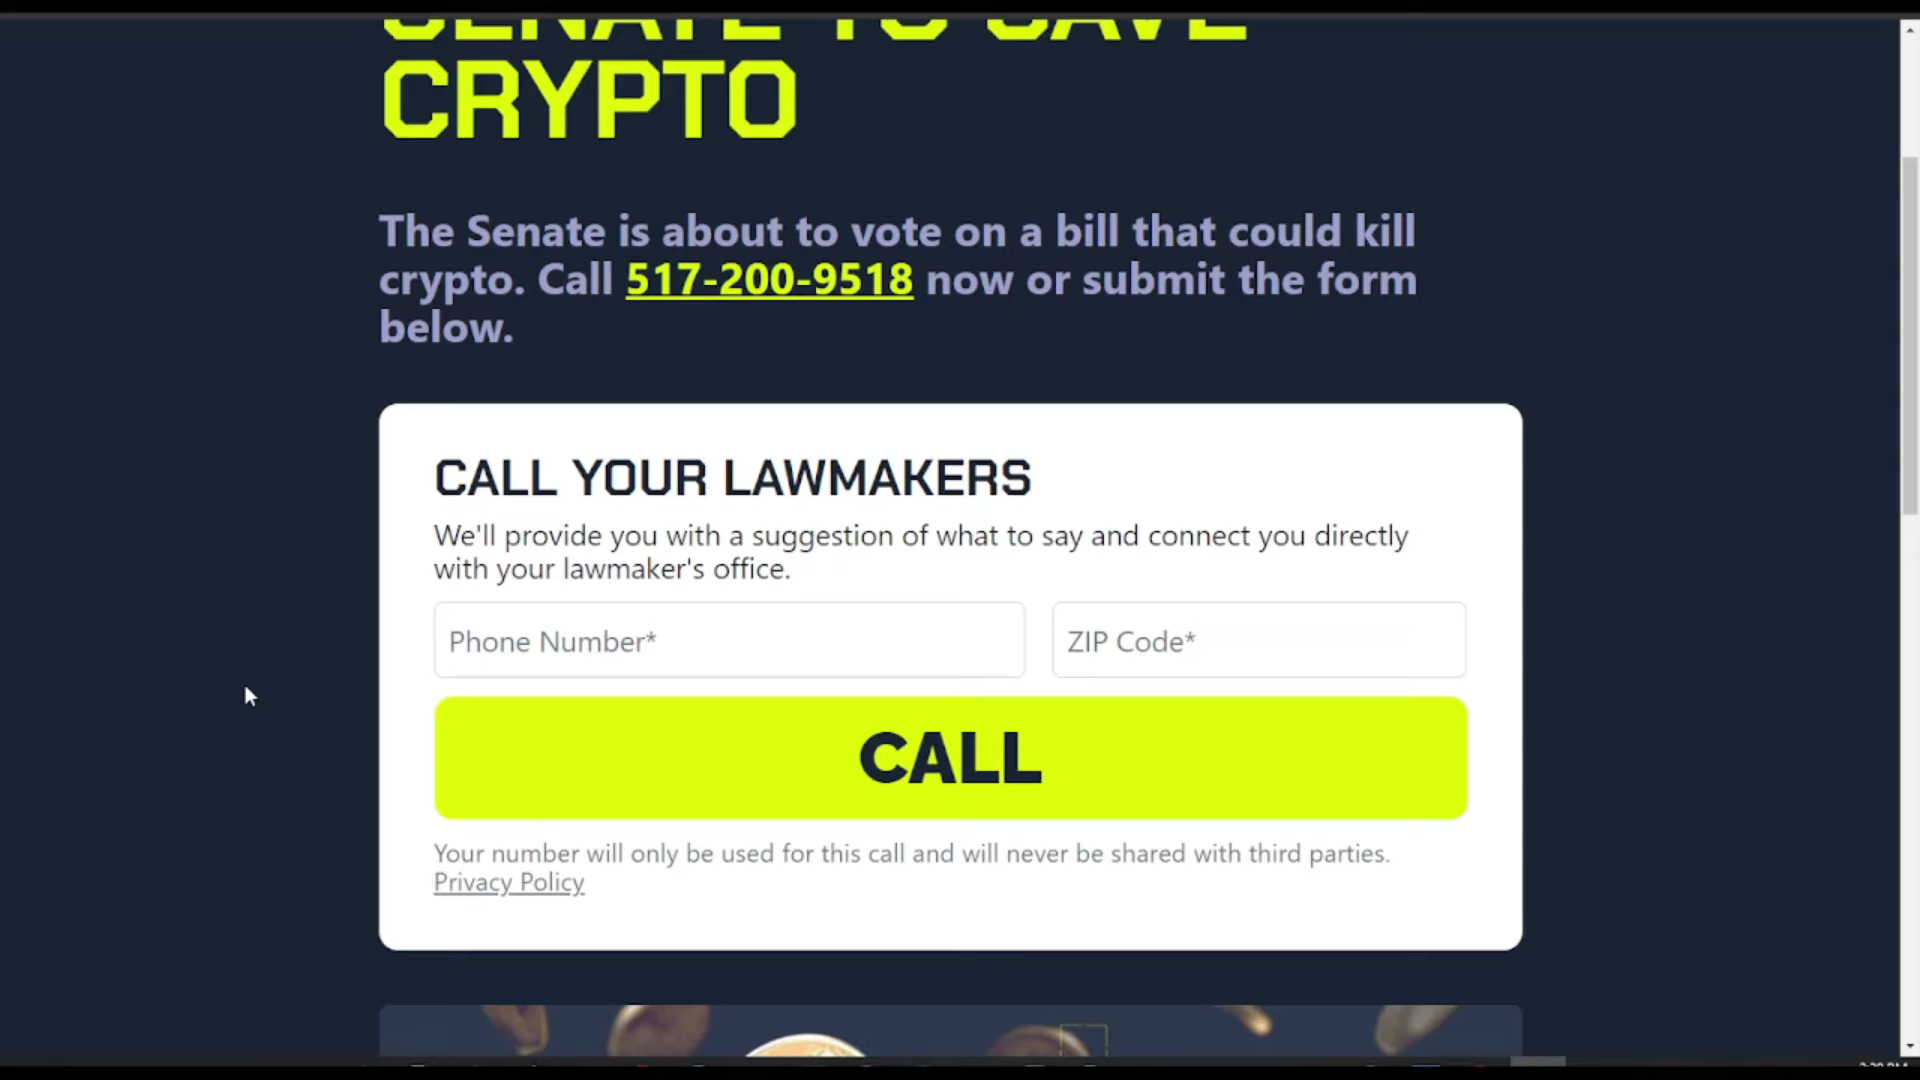 SENATE TO SAVE
CRYPTO
The Senate is about to vote on a bill that could kill
crypto. Call 517-200-9518 now or submit the form
below.
CALL YOUR LAWMAKERS
We'll provide you with a suggestion of what to say and connect you directly
with your lawmaker's office.
Phone Number* ZIP Code*
CALL
Your number will only be used for this call and will never be shared with third parties.
Privacy Policy